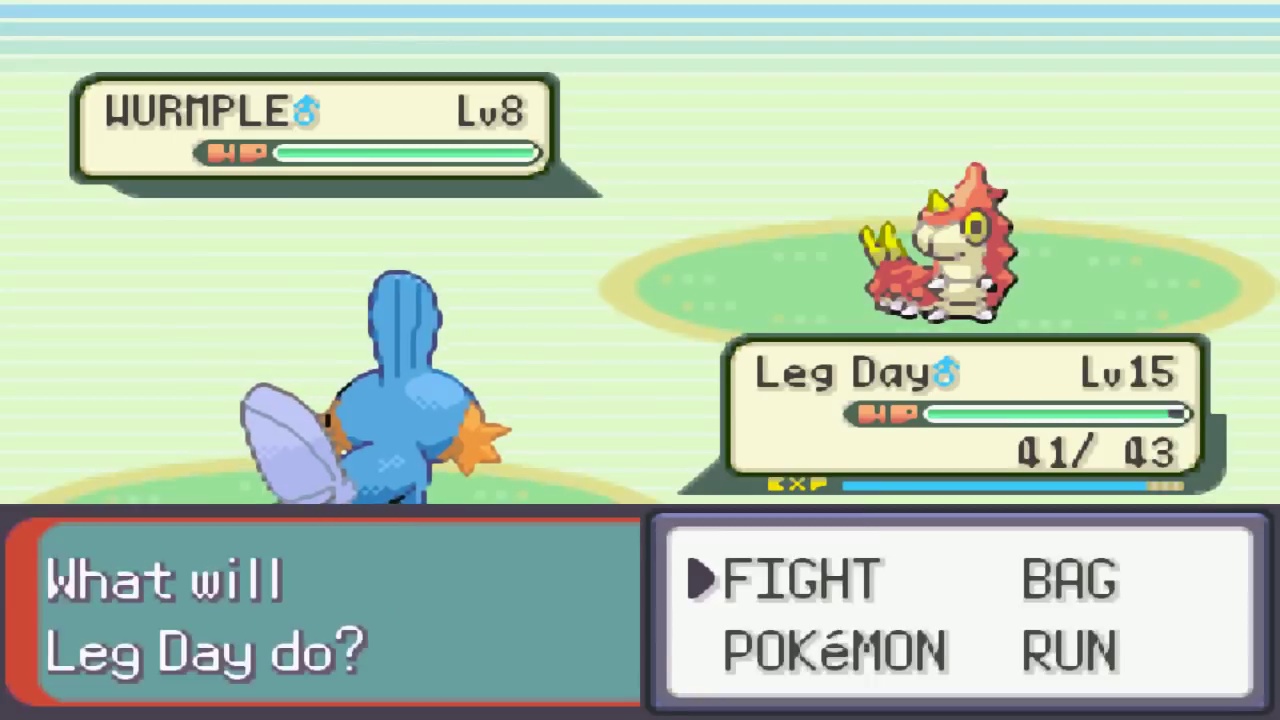 WURMPLE♂ Lv8
HP
Leg Day♂ Lv15
HP
41/ 43
EXP
What will
Leg Day do?
▶FIGHT BAG
POKéMON RUN